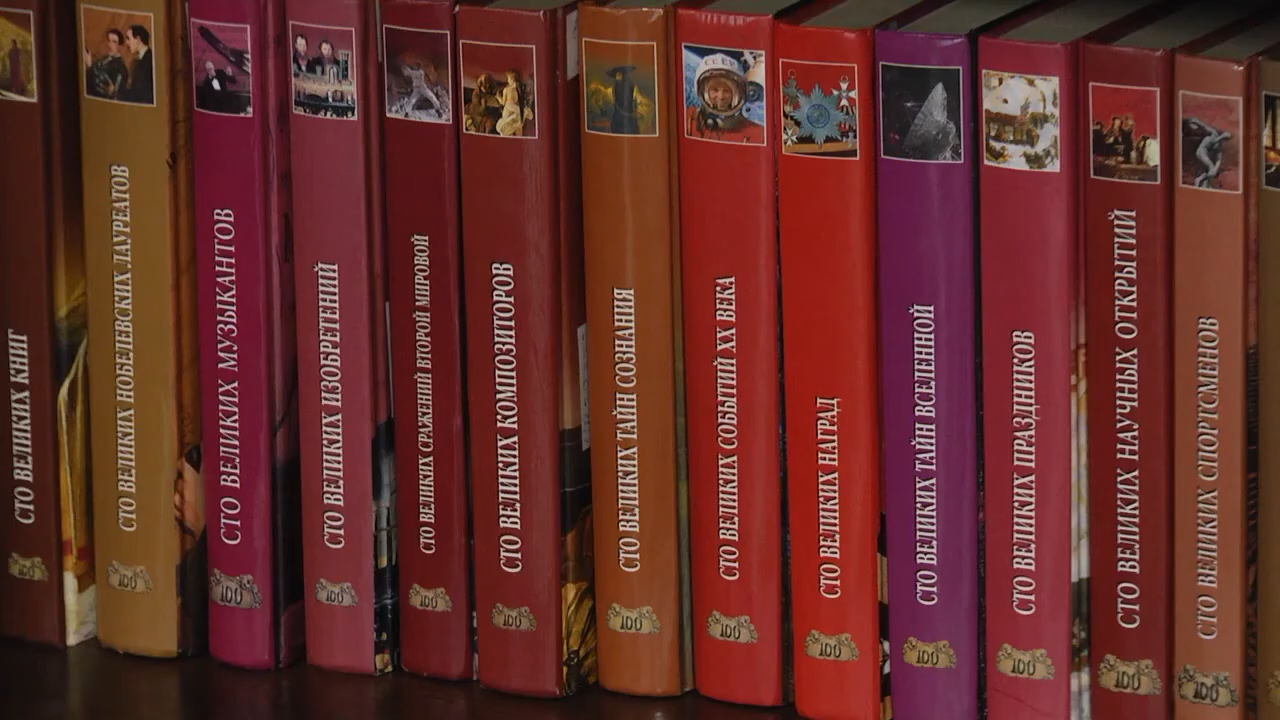 СТО ВЕЛИКИХ КНИГ
100
СТО ВЕЛИКИХ НОБЕЛЕВСКИХ ЛАУРЕАТОВ
100
СТО ВЕЛИКИХ МУЗЫКАНТОВ
100
СТО ВЕЛИКИХ ИЗОБРЕТЕНИЙ
100
СТО ВЕЛИКИХ СРАЖЕНИЙ ВТОРОЙ МИРОВОЙ
100
СТО ВЕЛИКИХ КОМПОЗИТОРОВ
100
СТО ВЕЛИКИХ ТАЙН СОЗНАНИЯ
100
СССР
СТО ВЕЛИКИХ СОБЫТИЙ XX ВЕКА
100
СТО ВЕЛИКИХ НАГРАД
100
СТО ВЕЛИКИХ ТАЙН ВСЕЛЕННОЙ
100
СТО ВЕЛИКИХ ПРАЗДНИКОВ
100
СТО ВЕЛИКИХ НАУЧНЫХ ОТКРЫТИЙ
100
СТО ВЕЛИКИХ СПОРТСМЕНОВ
100